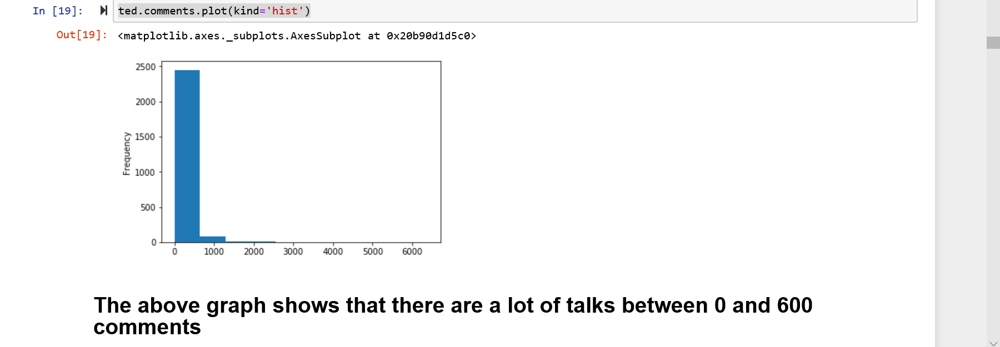 In [19]: ted.comments.plot(kind='hist')
Out[19]: <matplotlib.axes._subplots.AxesSubplot at 0x20b90d1d5c0>
2500
2000
1500
1000
500
0
Frequency
0 1000 2000 3000 4000 5000 6000
The above graph shows that there are a lot of talks between 0 and 600
comments